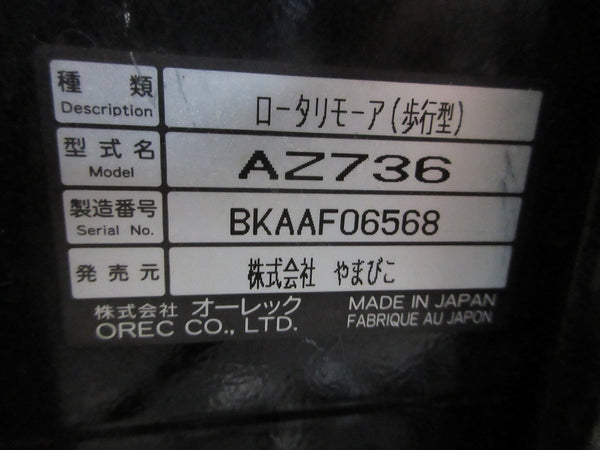 種類 ロータリモーア(歩行型)
Description
型式名 AZ736
Model
製造番号 BKAAF06568
Serial No.
発売元 株式会社 やまびこ
株式会社 オーレック MADE IN JAPAN
OREC CO., LTD. FABRIQUE AU JAPON